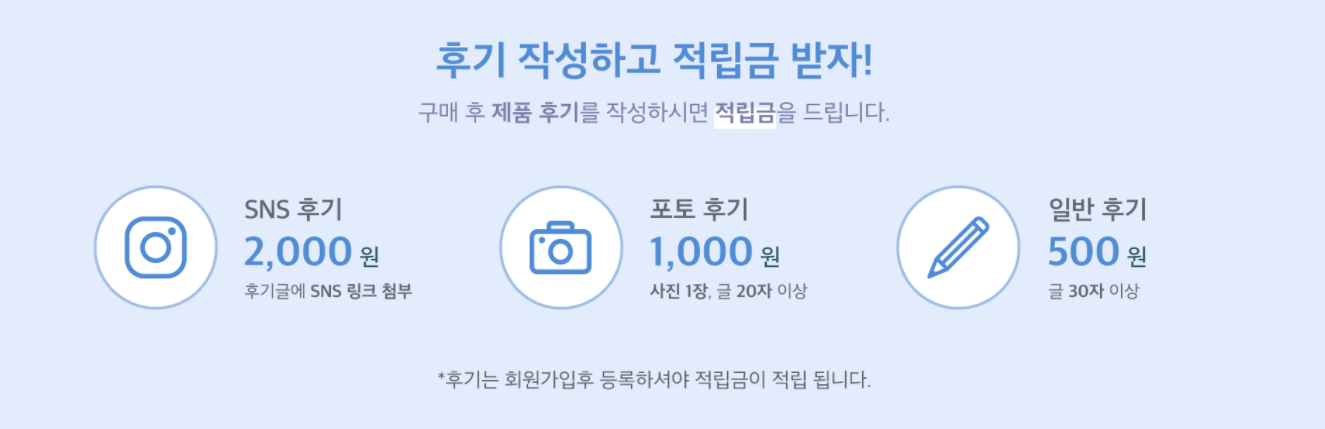 후기 작성하고 적립금 받자!
구매 후 제품 후기를 작성하시면 적립금을 드립니다.
SNS 후기
2,000 원
후기글에 SNS 링크 첨부
포토 후기
1,000 원
사진 1장, 글 20자 이상
일반 후기
500 원
글 30자 이상
*후기는 회원가입후 등록하셔야 적립금이 적립 됩니다.